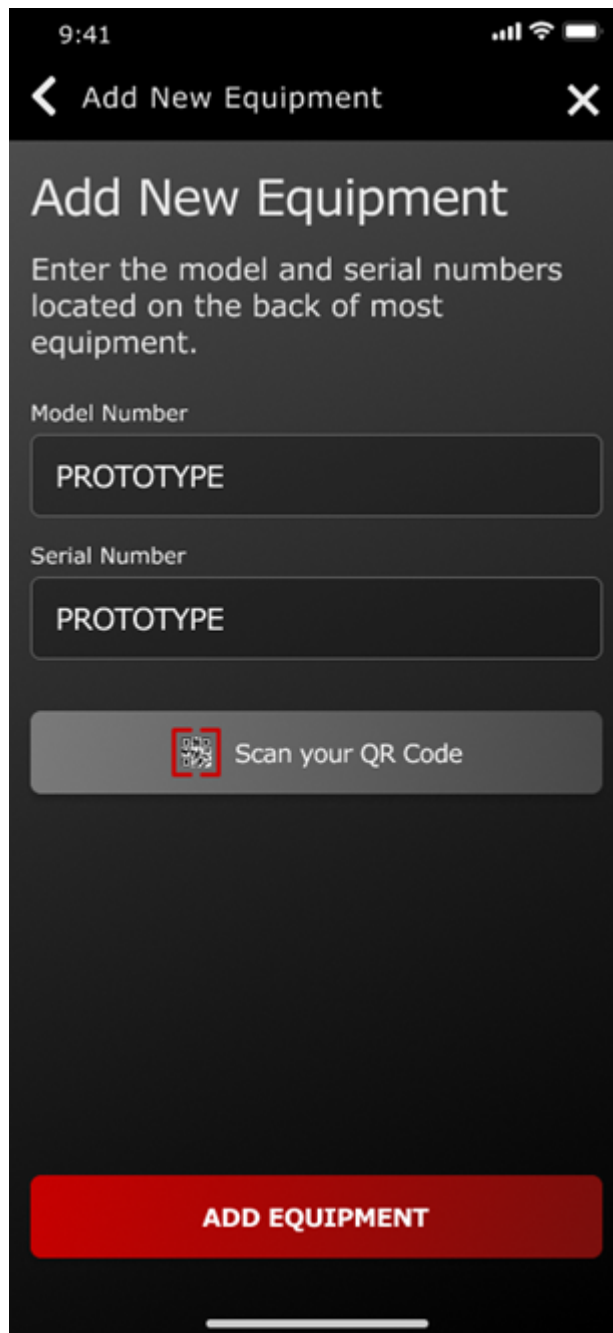 9:41
Add New Equipment
Add New Equipment
Enter the model and serial numbers
located on the back of most
equipment.
Model Number
PROTOTYPE
Serial Number
PROTOTYPE
Scan your QR Code
ADD EQUIPMENT